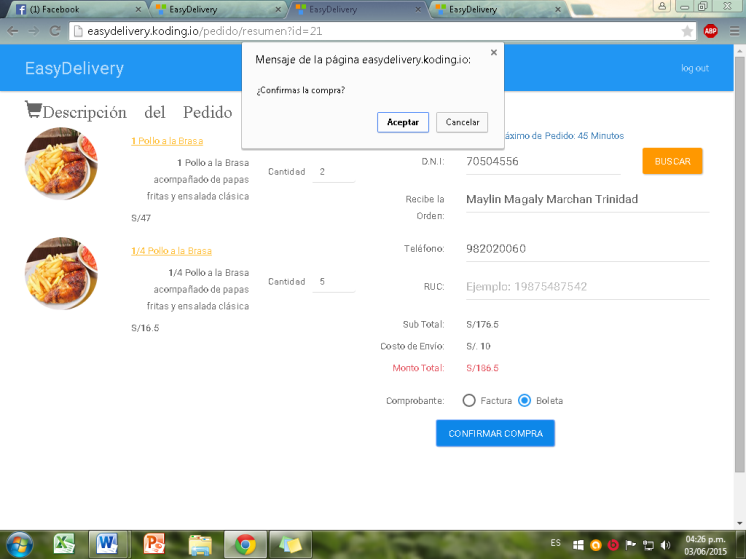 (1) Facebook
EasyDelivery
EasyDelivery
EasyDelivery
easydelivery.koding.io/pedido/resumen?id=21
ABP
EasyDelivery
log out
Mensaje de la página easydelivery.koding.io:
¿Confirmas la compra?
Aceptar
Cancelar
Descripción del Pedido
1 Pollo a la Brasa
1 Pollo a la Brasa
acompañado de papas
fritas y ensalada clásica
S/47
Cantidad 2
1/4 Pollo a la Brasa
1/4 Pollo a la Brasa
acompañado de papas
fritas y ensalada clásica
S/16.5
Cantidad 5
áximo de Pedido: 45 Minutos
D.N.I: 70504556
BUSCAR
Recibe la
Orden:
Maylin Magaly Marchan Trinidad
Teléfono: 982020060
RUC: Ejemplo: 19875487542
Sub Total: S/176.5
Costo de Envío: S/. 10
Monto Total: S/186.5
Comprobante: Factura Boleta
CONFIRMAR COMPRA
ES
04:26 p.m.
03/06/2015